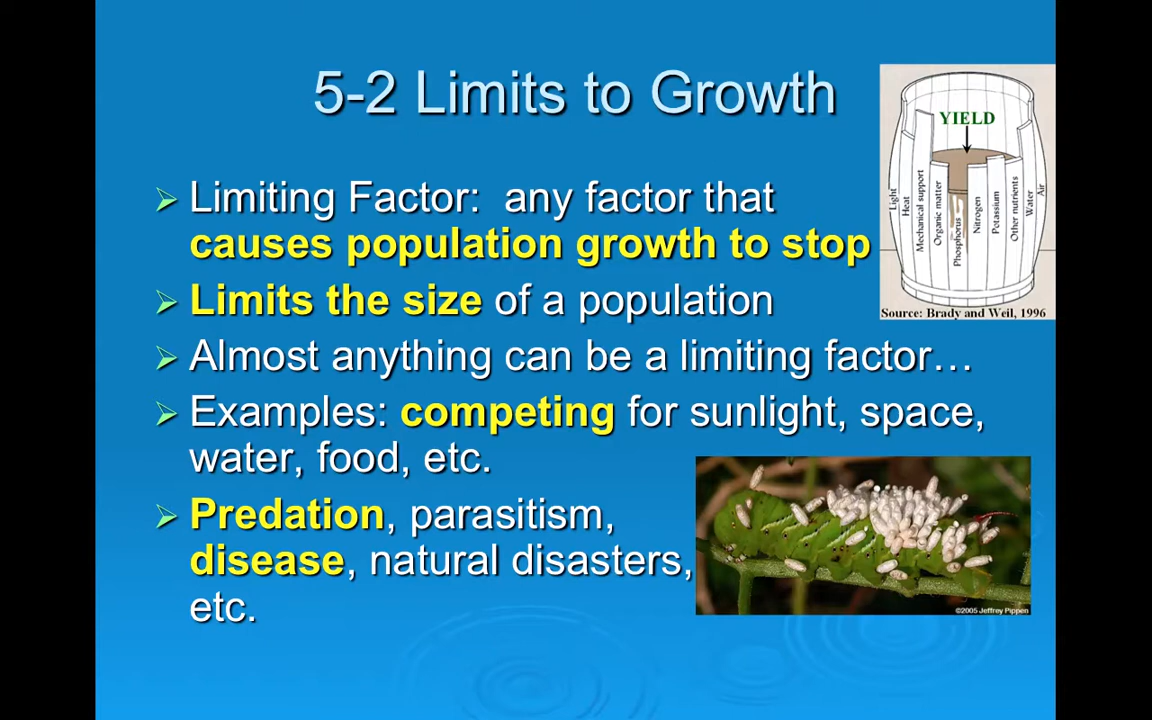 5-2 Limits to Growth
Limiting Factor:  any factor that
causes population growth to stop
Limits the size of a population
Almost anything can be a limiting factor…
Examples: competing for sunlight, space,
water, food, etc.
Predation, parasitism,
disease, natural disasters,
etc.
YIELD
Light
Heat
Mechanical support
Organic matter
Phosphorus
Nitrogen
Potassium
Other nutrients
Water
Air
Source: Brady and Weil, 1996
©2005 Jeffrey Pippen